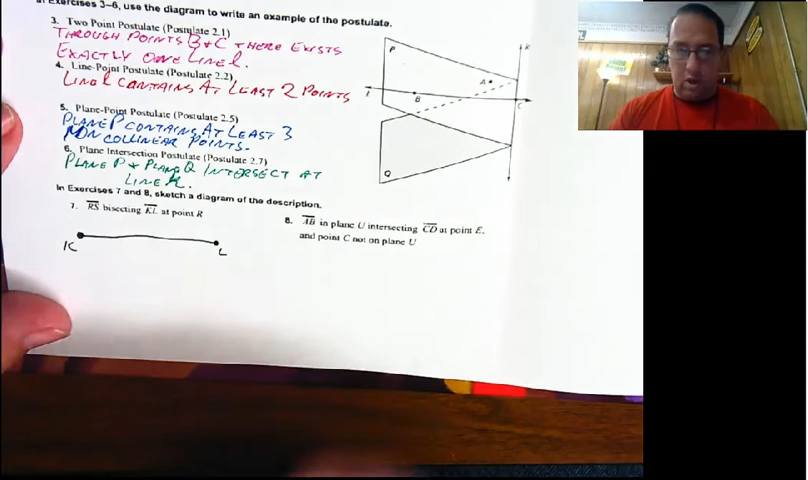 In Exercises 3–6, use the diagram to write an example of the postulate.
3. Two Point Postulate (Postulate 2.1)
THROUGH POINTS B & C THERE EXISTS
EXACTLY ONE LINE l.
4. Line-Point Postulate (Postulate 2.2)
LINE l CONTAINS AT LEAST 2 POINTS
5. Plane-Point Postulate (Postulate 2.5)
PLANE P CONTAINS AT LEAST 3
NON COLLINEAR POINTS.
6. Plane Intersection Postulate (Postulate 2.7)
PLANE P & PLANE Q INTERSECT AT
LINE k.
P
A
k
l
B
C
Q
In Exercises 7 and 8, sketch a diagram of the description.
7. RS bisecting KL at point R
K
L
8. AB in plane U intersecting CD at point E,
and point C not on plane U